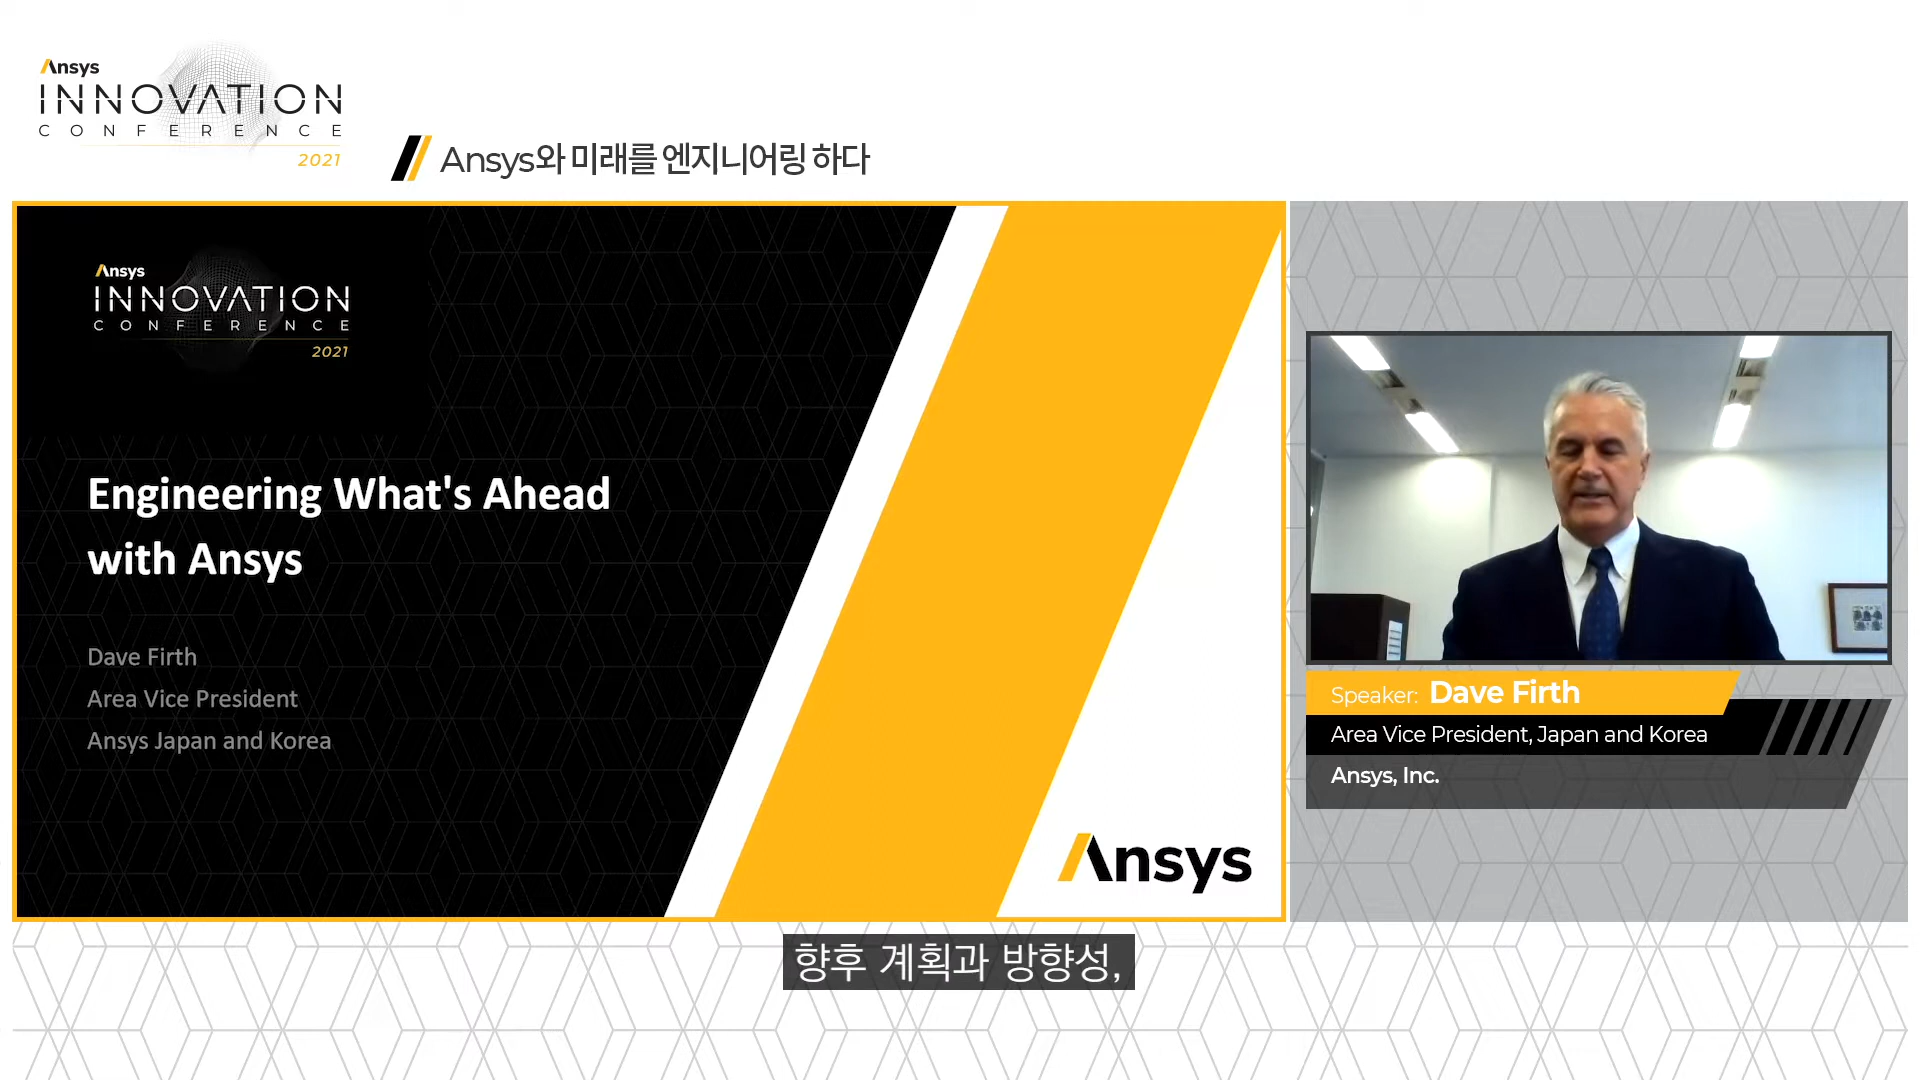 Ansys
INNOVATION
CONFERENCE
2021
Ansys와 미래를 엔지니어링 하다
Ansys
INNOVATION
CONFERENCE
2021
Engineering What's Ahead
with Ansys
Dave Firth
Area Vice President
Ansys Japan and Korea
Ansys
Speaker: Dave Firth
Area Vice President, Japan and Korea
Ansys, Inc.
향후 계획과 방향성,